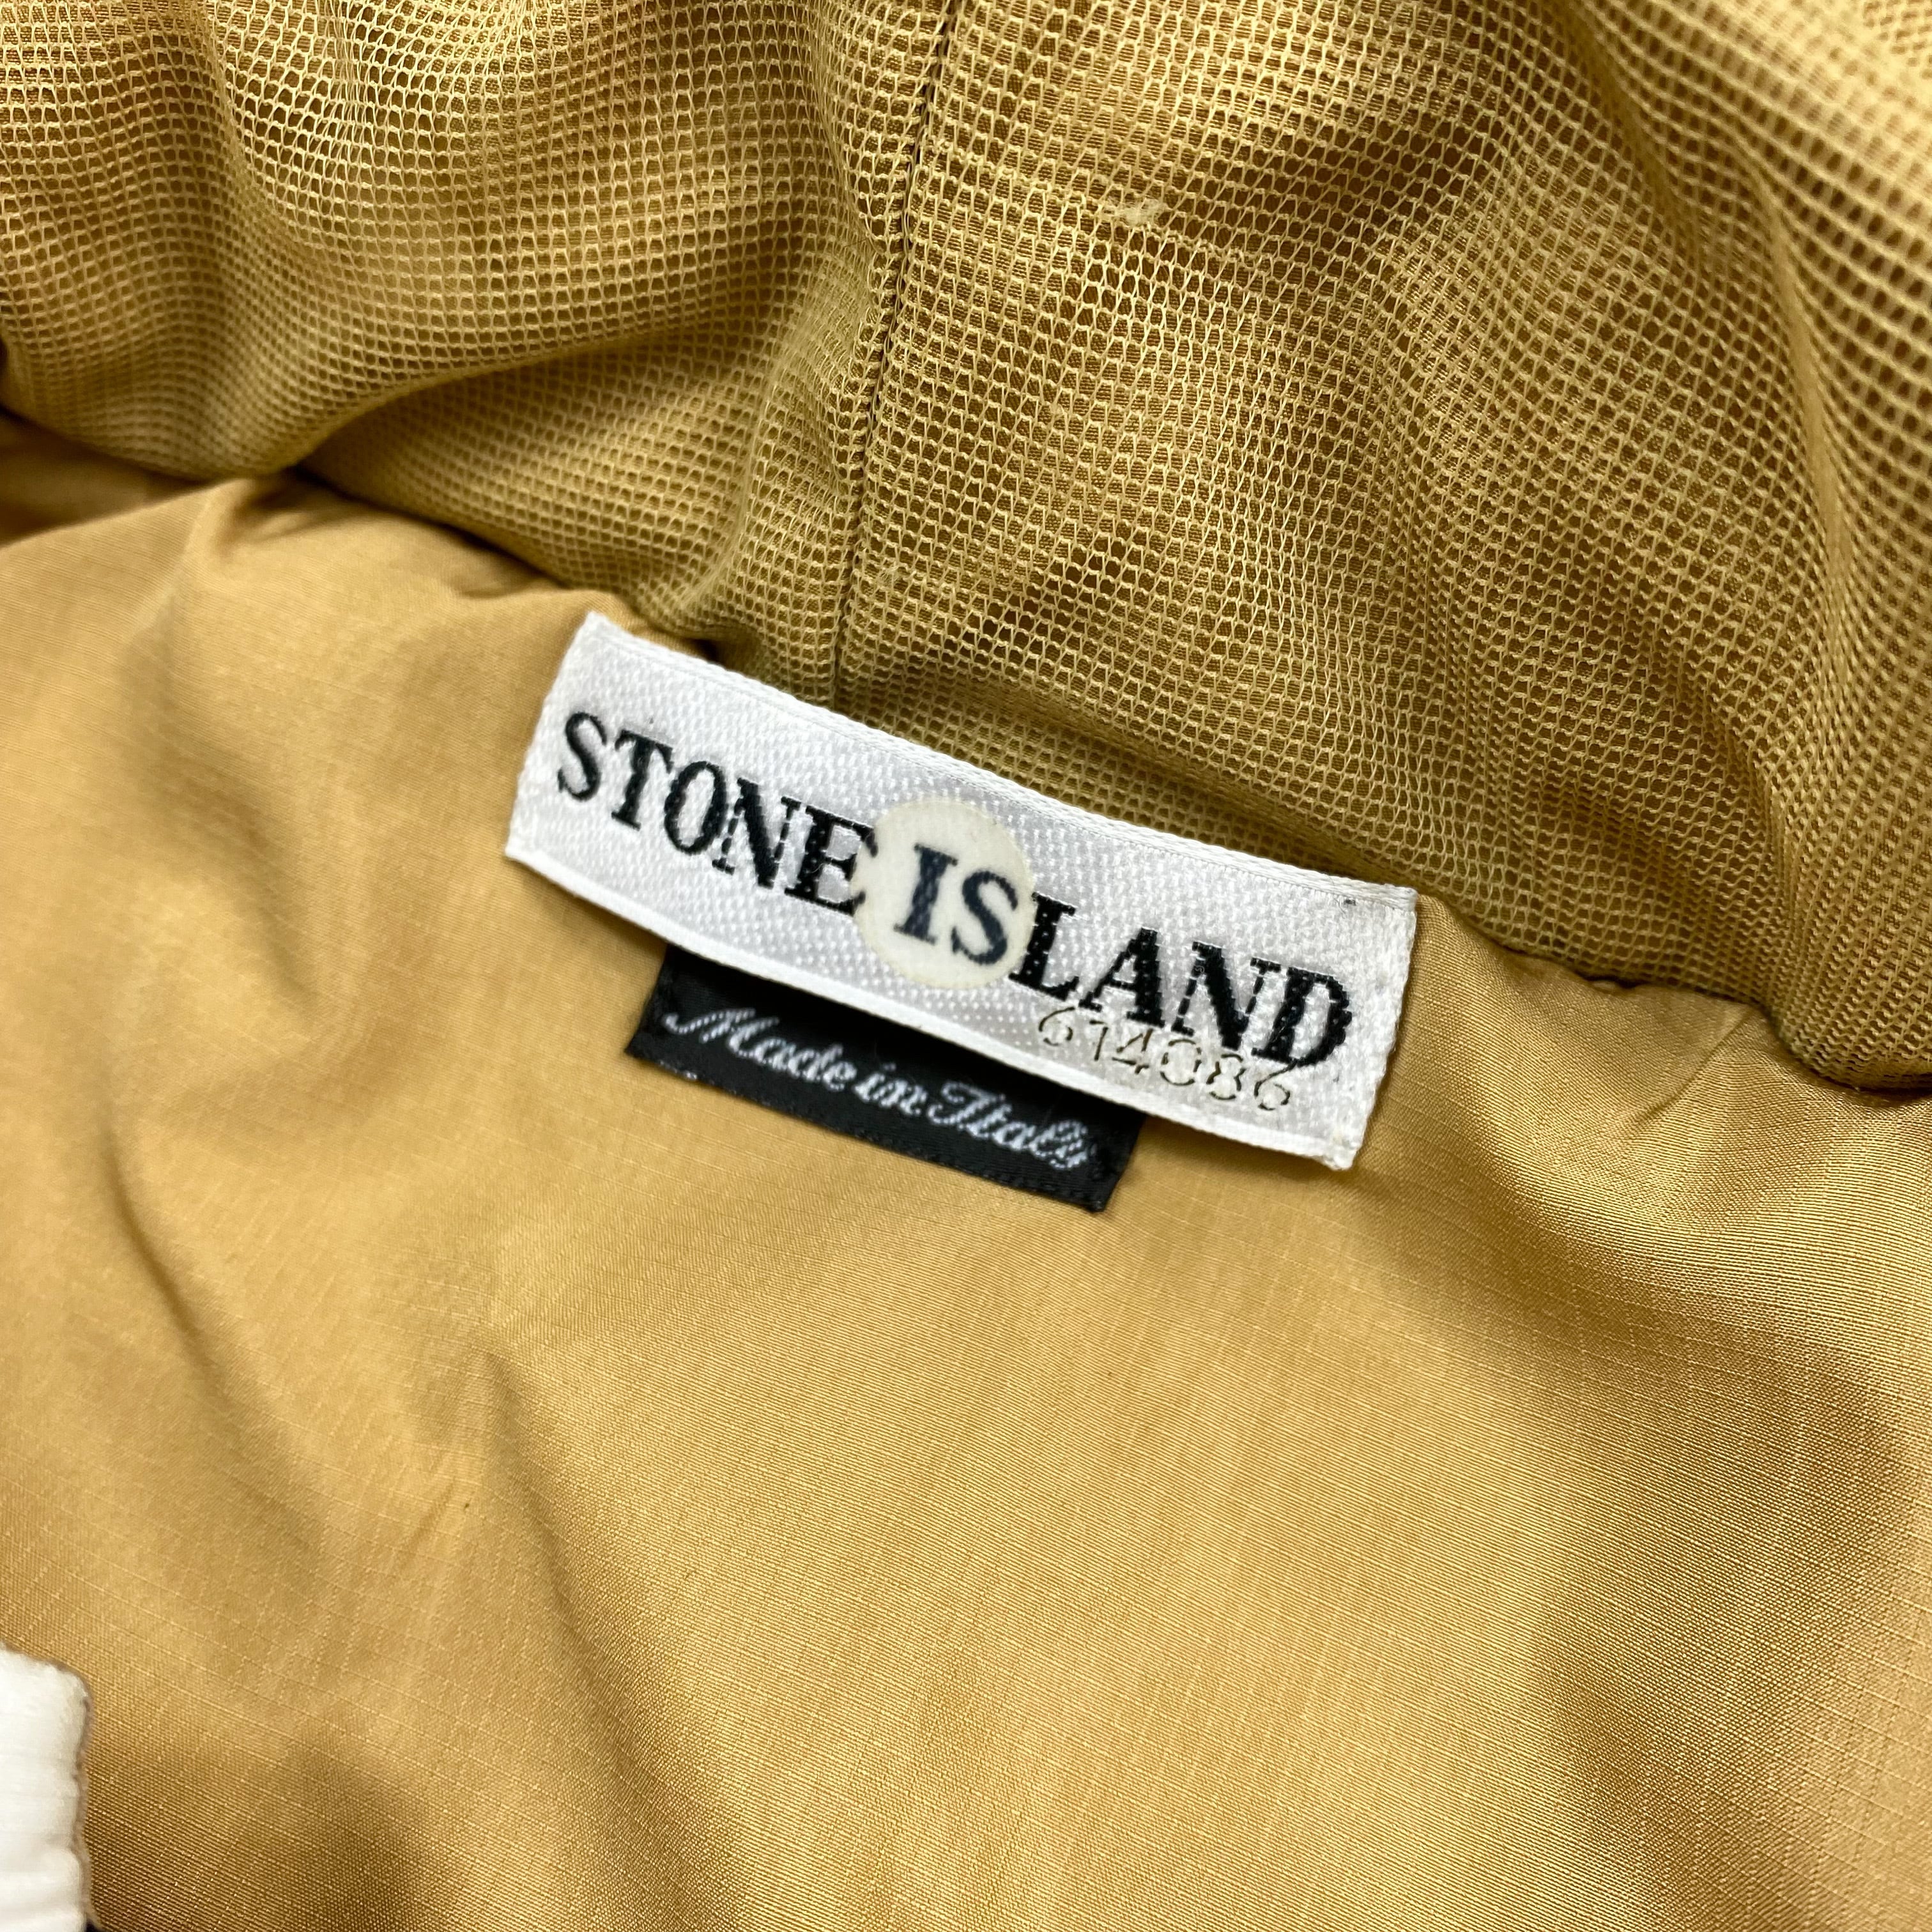 STONE ISLAND
614086
Made in Italy